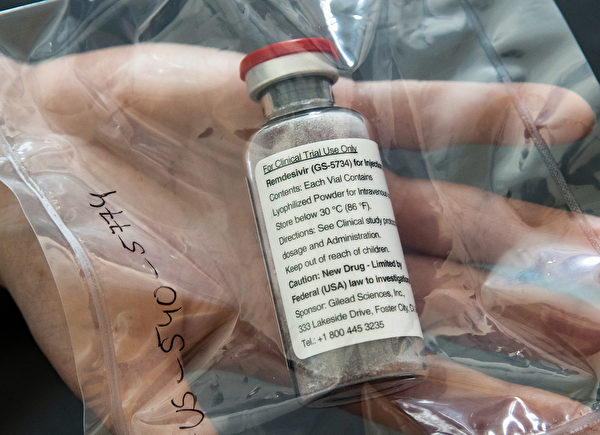 For Clinical Trial Use Only
Remdesivir (GS-5734) for Injection
Contents: Each Vial Contains
Lyophilized Powder for Intravenous
Store below 30 °C (86 °F).
Directions: See Clinical study
dosage and Administration.
Keep out of reach of children.
Caution: New Drug - Limited by
Federal (USA) law to
Sponsor: Gilead Sciences, Inc.,
333 Lakeside Drive, Foster City,
Tel.: +1 800 445 3235
US-540-5774